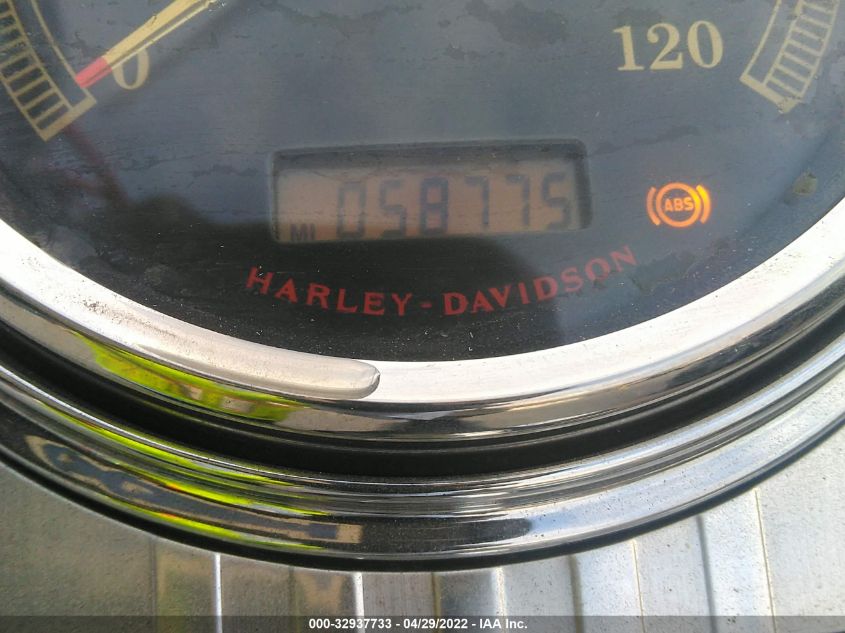 0 120
MI 058775 ABS
HARLEY-DAVIDSON
000-32937733 - 04/29/2022 - IAA Inc.